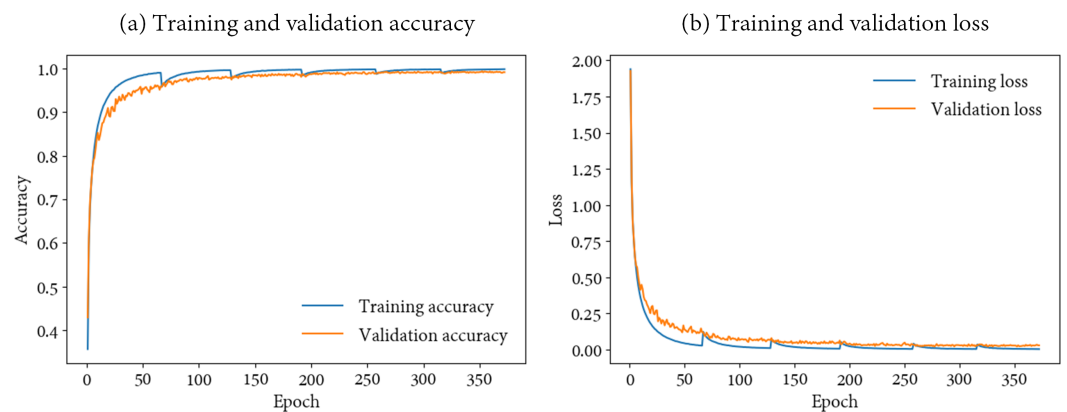 (a) Training and validation accuracy
1.0
0.9
0.8
0.7
0.6
0.5
0.4
Accuracy
Training accuracy
Validation accuracy
0 50 100 150 200 250 300 350
Epoch
(b) Training and validation loss
2.00
1.75
1.50
1.25
1.00
0.75
0.50
0.25
0.00
Loss
Training loss
Validation loss
0 50 100 150 200 250 300 350
Epoch